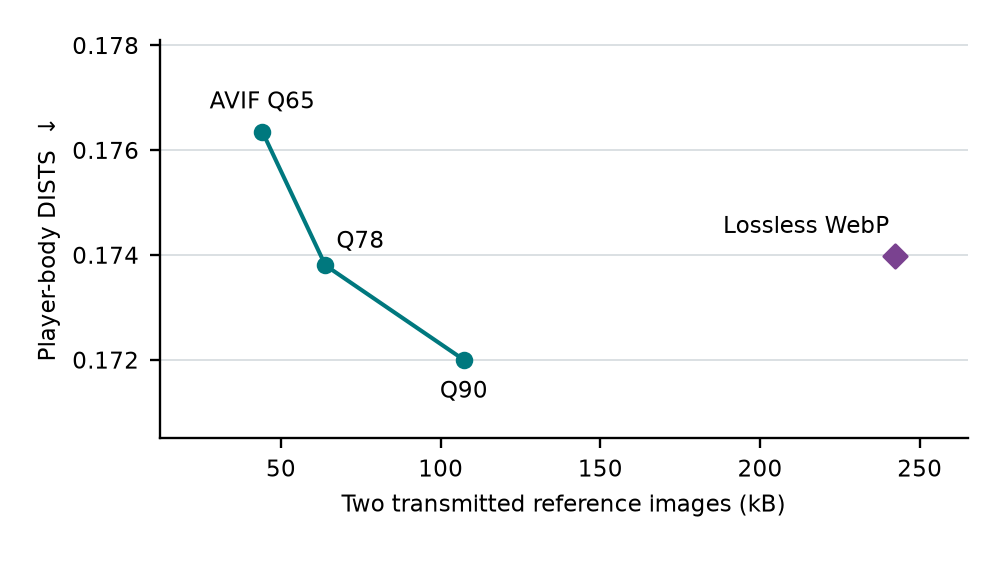 0.178
AVIF Q65
0.176
Q78
Lossless WebP
0.174
0.172
Q90
Player-body DISTS ↓
50 100 150 200 250
Two transmitted reference images (kB)